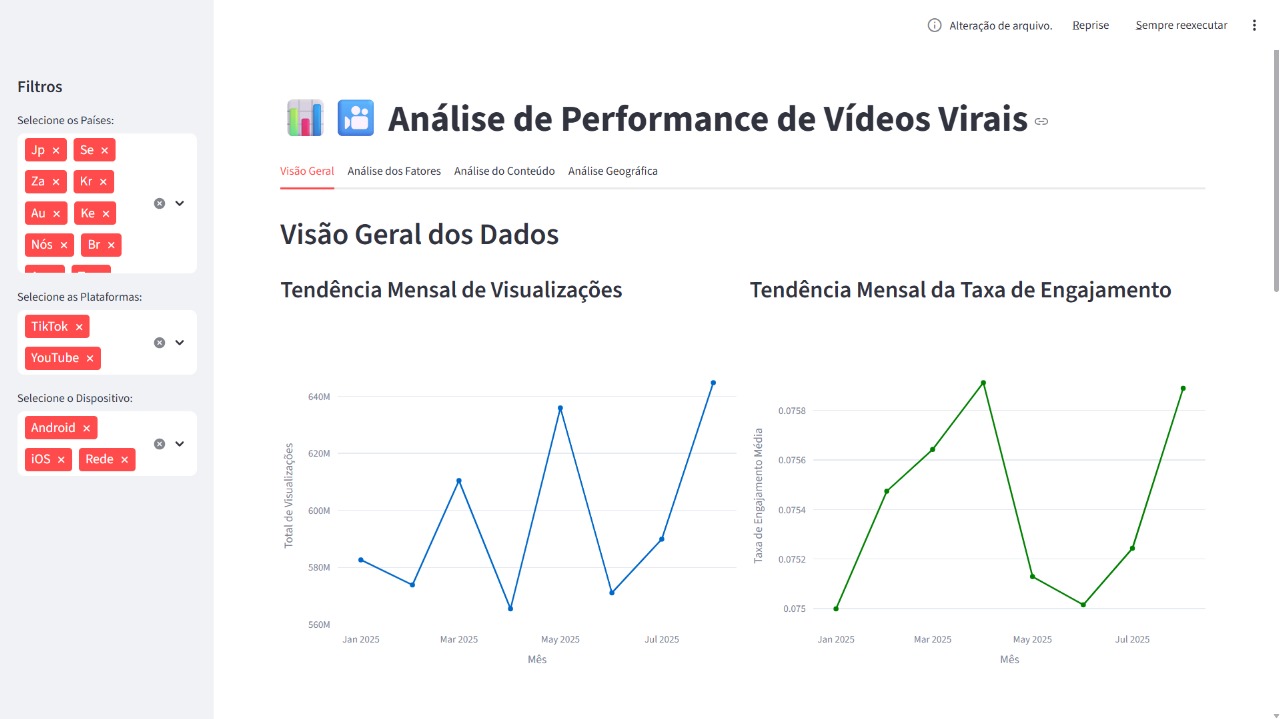 Alteração de arquivo. Reprise Sempre reexecutar
Filtros
Selecione os Países:
Jp × Se ×
Za × Kr ×
Au × Ke ×
Nós × Br ×
Selecione as Plataformas:
TikTok ×
YouTube ×
Selecione o Dispositivo:
Android ×
iOS × Rede ×
Análise de Performance de Vídeos Virais
Visão Geral Análise dos Fatores Análise do Conteúdo Análise Geográfica
Visão Geral dos Dados
Tendência Mensal de Visualizações
640M
620M
600M
580M
560M
Total de Visualizações
Jan 2025 Mar 2025 May 2025 Jul 2025
Mês
Tendência Mensal da Taxa de Engajamento
0.0758
0.0756
0.0754
0.0752
0.075
Taxa de Engajamento Média
Jan 2025 Mar 2025 May 2025 Jul 2025
Mês